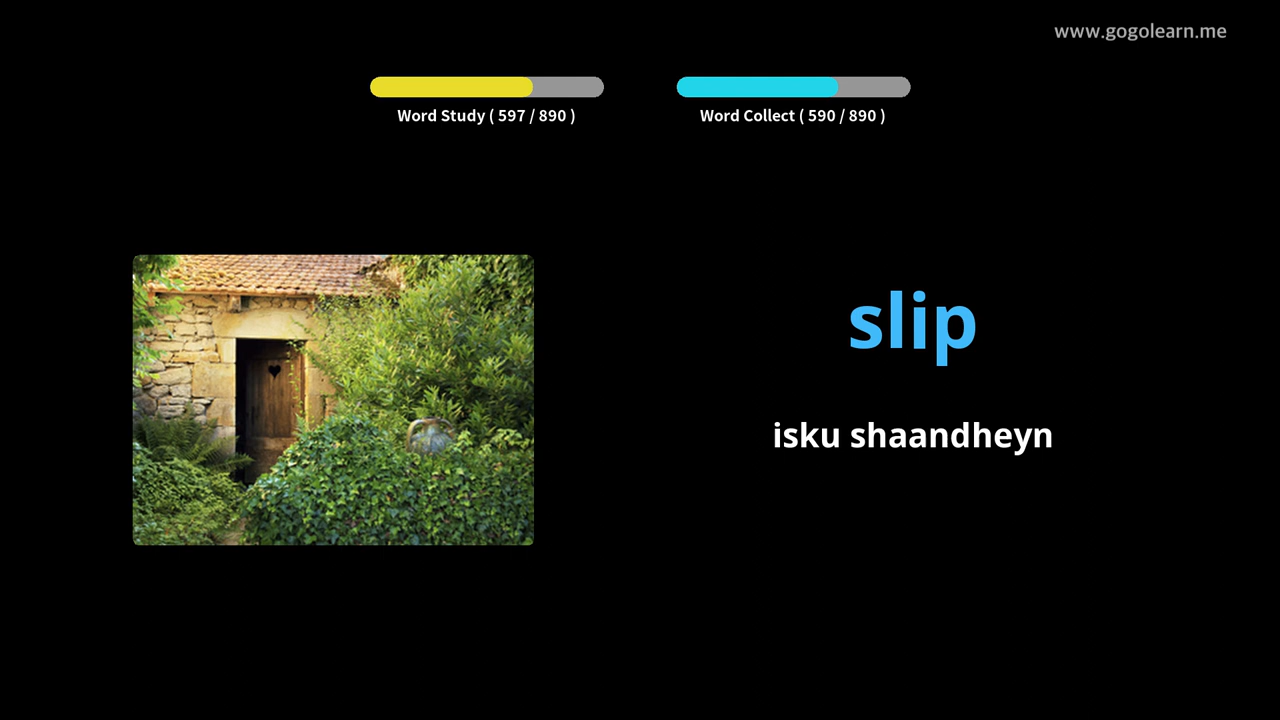 www.gogolearn.me
Word Study ( 597 / 890 )
Word Collect ( 590 / 890 )
slip
isku shaandheyn